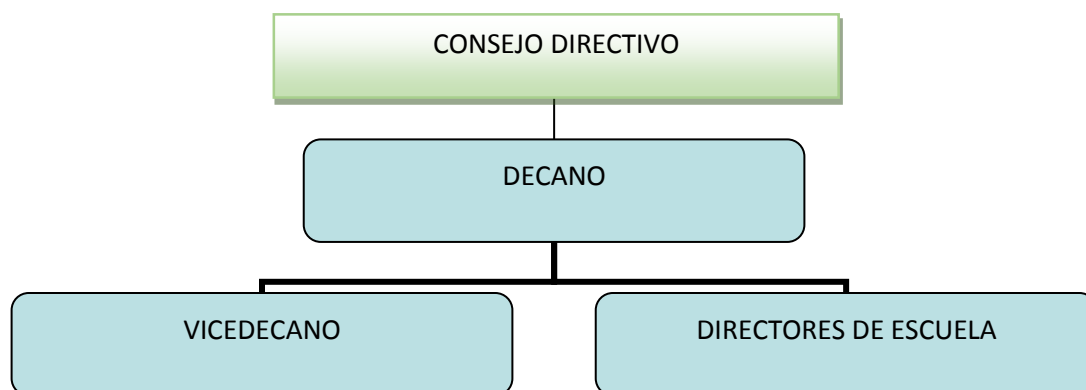 CONSEJO DIRECTIVO
DECANO
VICEDECANO
DIRECTORES DE ESCUELA